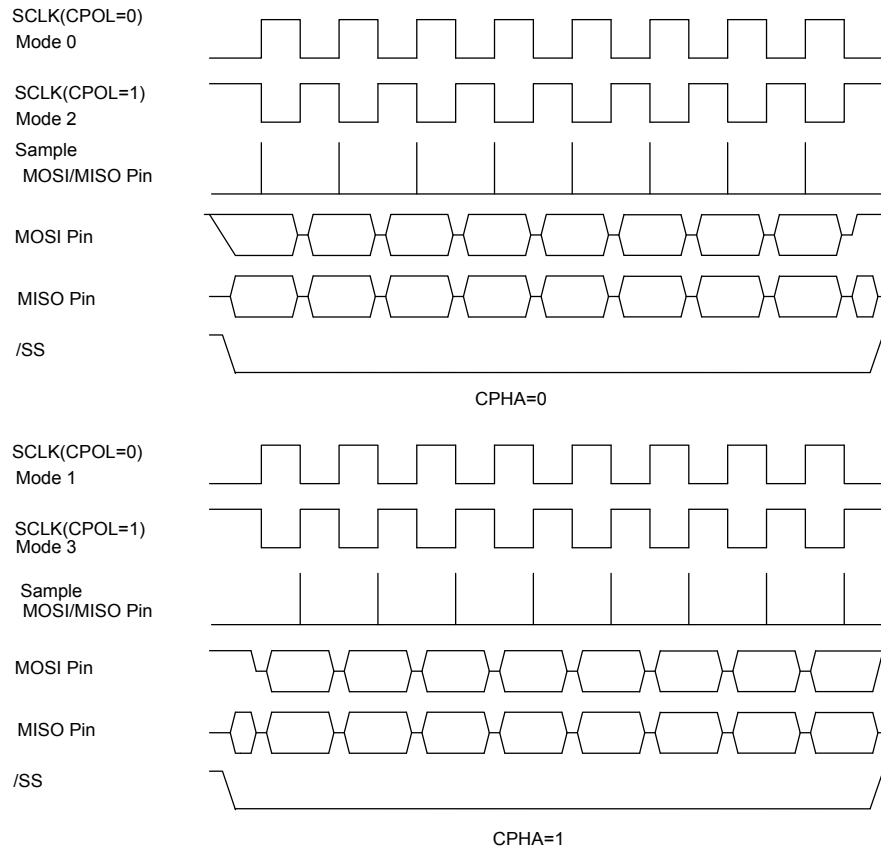 SCLK(CPOL=0)
Mode 0
SCLK(CPOL=1)
Mode 2
Sample
MOSI/MISO Pin
MOSI Pin
MISO Pin
/SS
CPHA=0
SCLK(CPOL=0)
Mode 1
SCLK(CPOL=1)
Mode 3
Sample
MOSI/MISO Pin
MOSI Pin
MISO Pin
/SS
CPHA=1